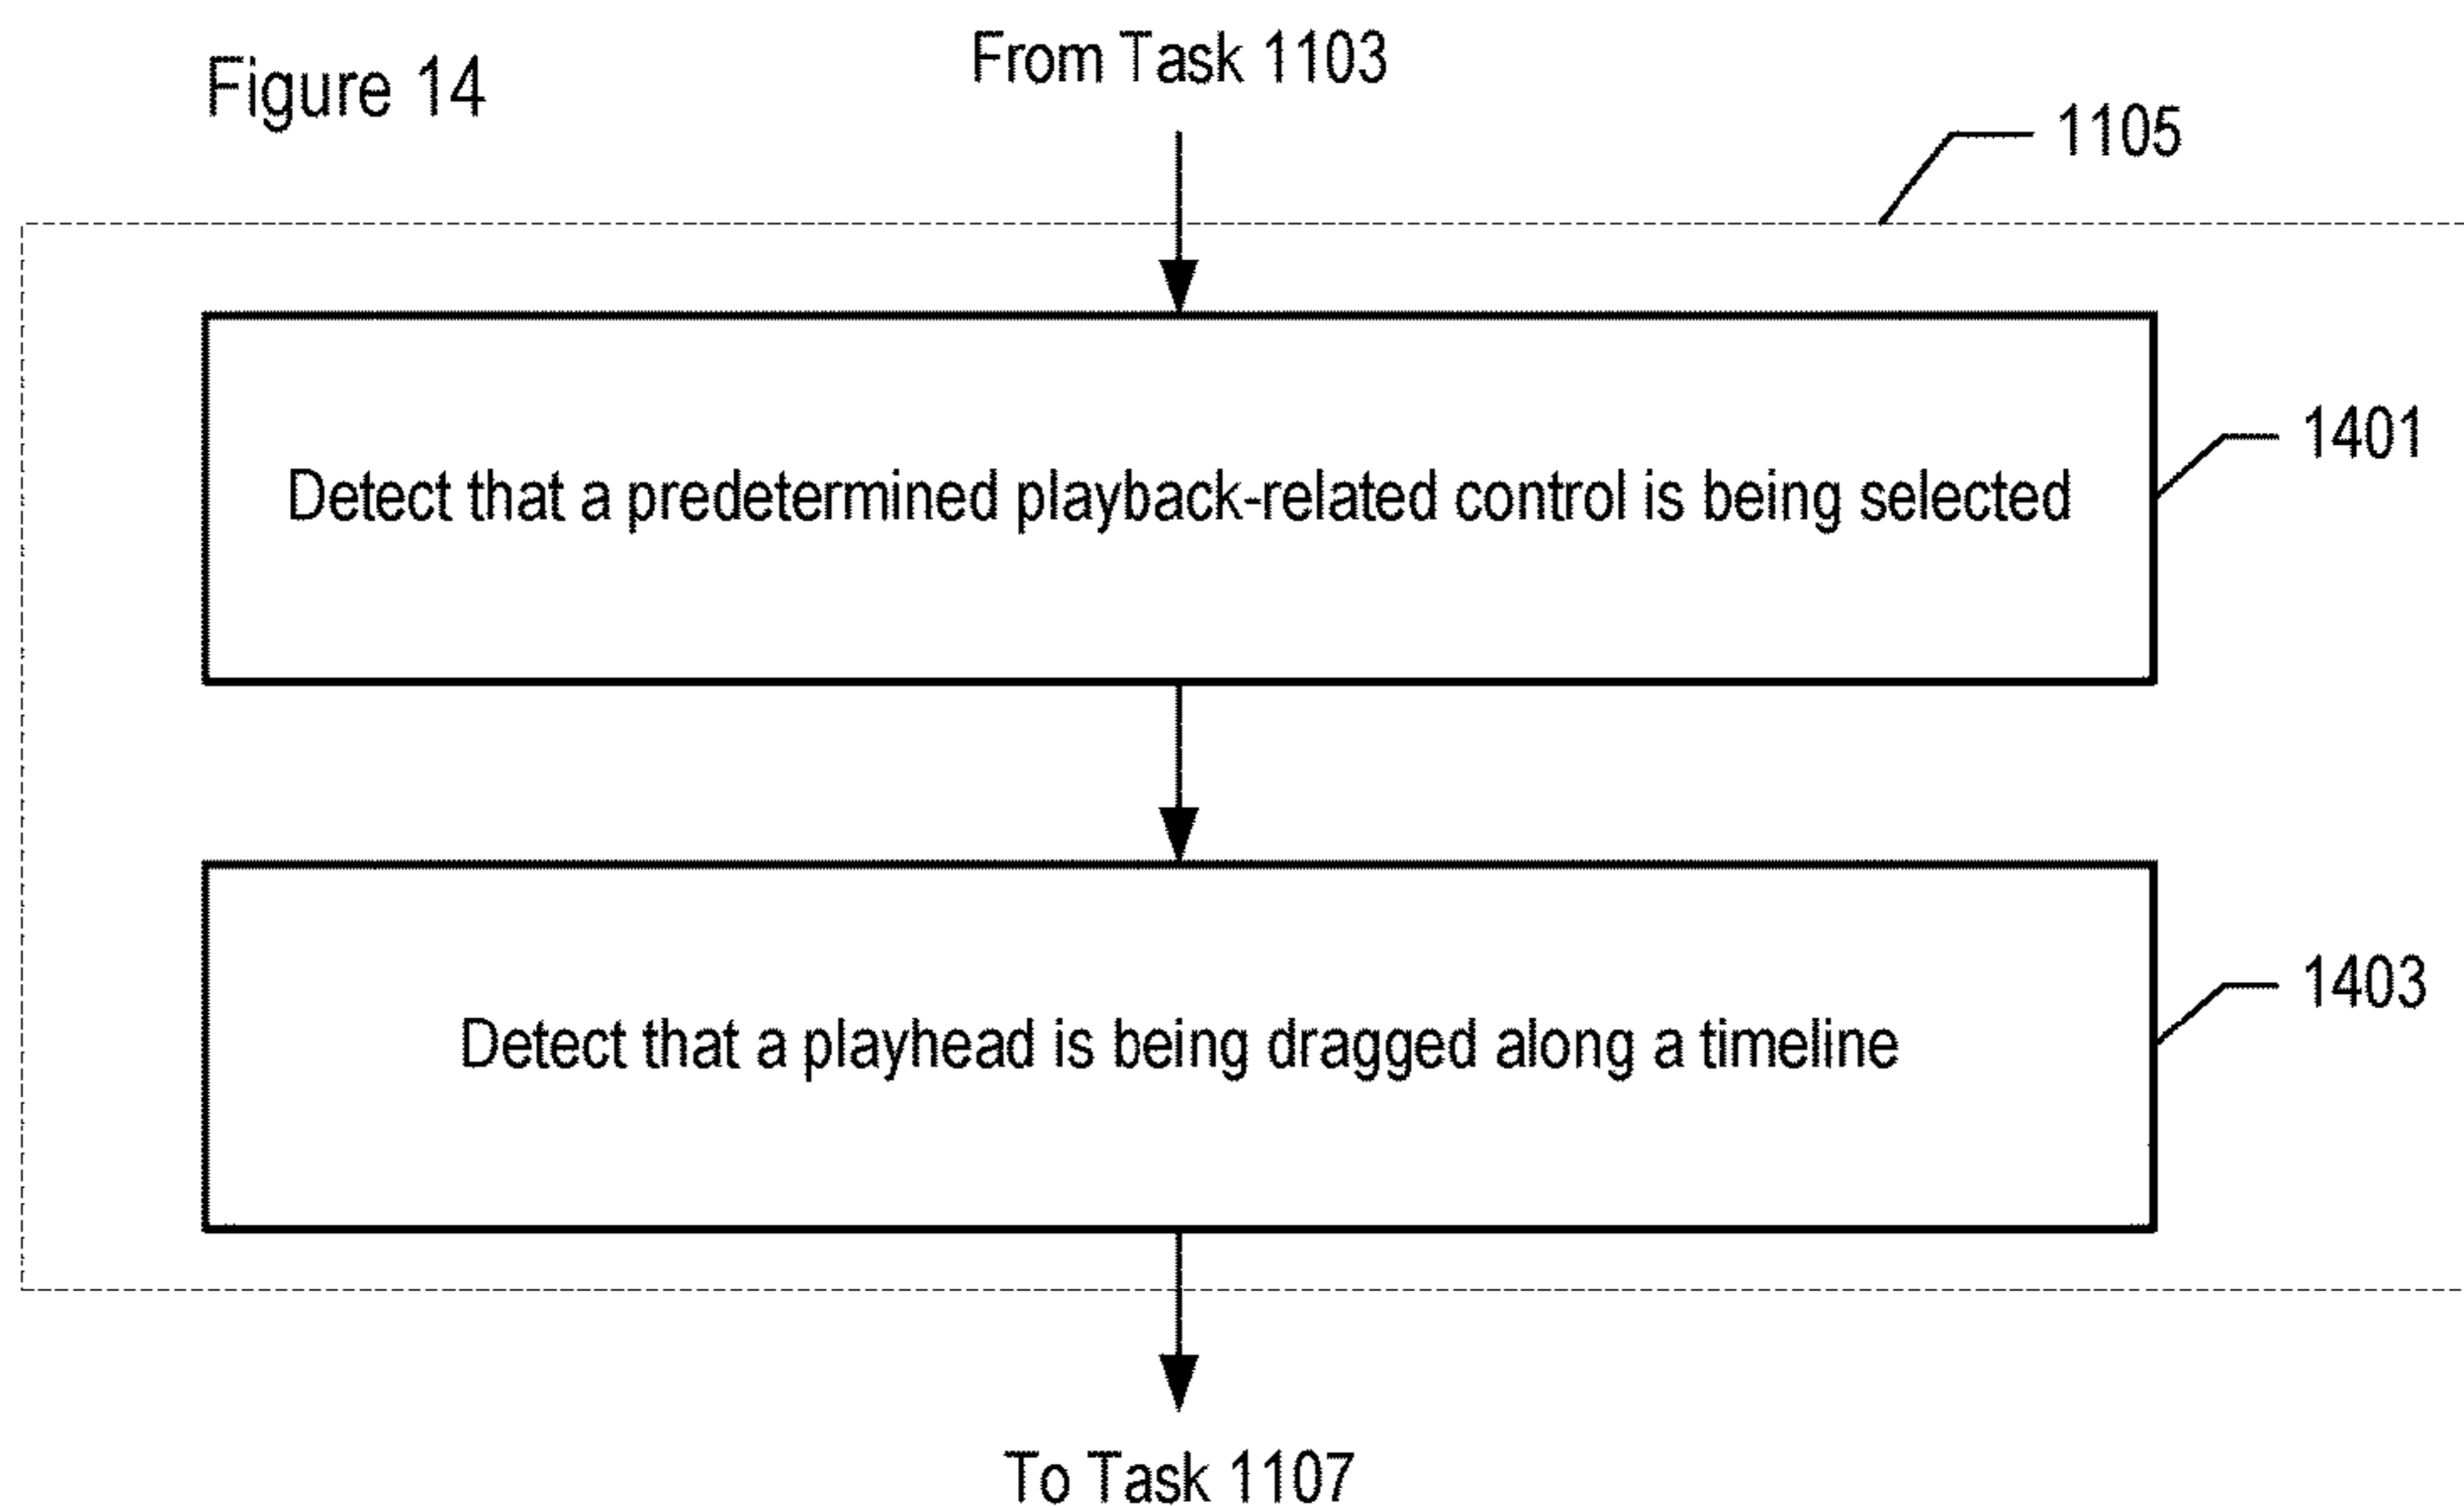 Figure 14
From Task 1103
1105
Detect that a predetermined playback-related control is being selected
1401
Detect that a playhead is being dragged along a timeline
1403
To Task 1107